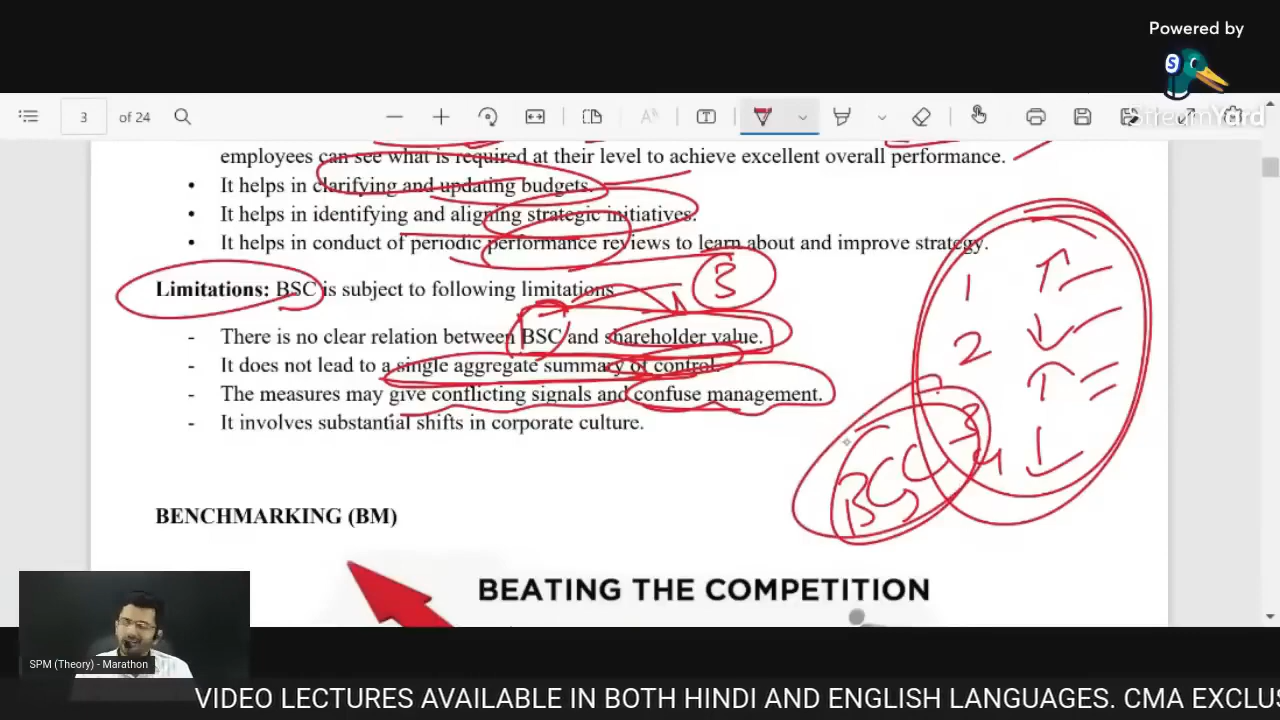 Powered by
S
StreamYard
3 of 24
employees can see what is required at their level to achieve excellent overall performance.
• It helps in clarifying and updating budgets.
• It helps in identifying and aligning strategic initiatives.
• It helps in conduct of periodic performance reviews to learn about and improve strategy.
3
Limitations: BSC is subject to following limitations
- There is no clear relation between BSC and shareholder value.
- It does not lead to a single aggregate summary of control.
- The measures may give conflicting signals and confuse management.
- It involves substantial shifts in corporate culture.
1 ↑
2 ↓
3 ↑
4 ↓
BSC
BENCHMARKING (BM)
BEATING THE COMPETITION
SPM (Theory) - Marathon
VIDEO LECTURES AVAILABLE IN BOTH HINDI AND ENGLISH LANGUAGES. CMA EXCLUS